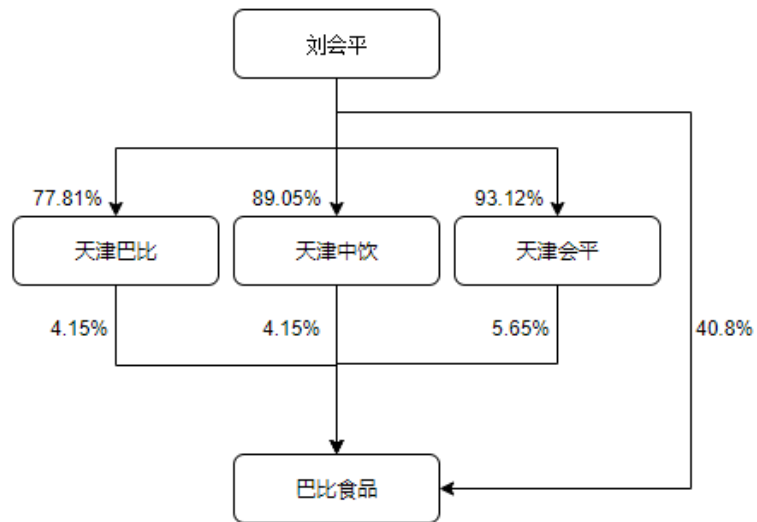 刘会平
77.81%
89.05%
93.12%
天津巴比
天津中饮
天津会平
4.15%
4.15%
5.65%
40.8%
巴比食品